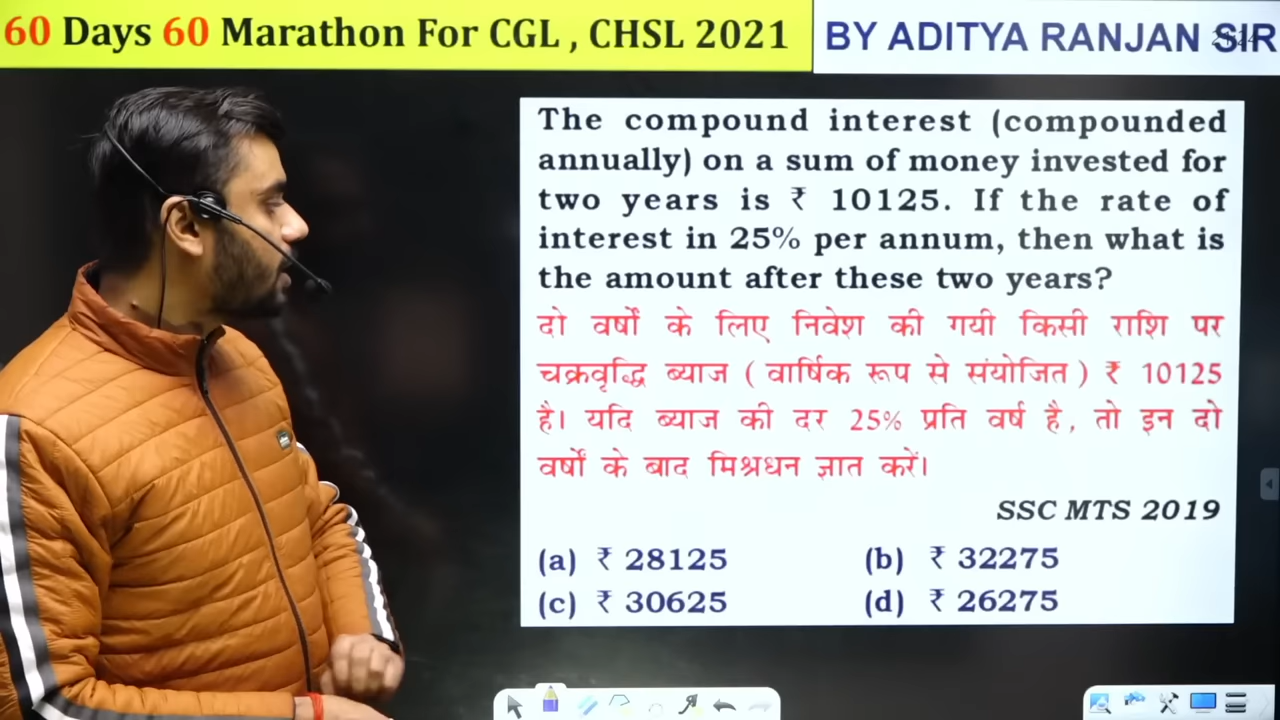 60 Days 60 Marathon For CGL , CHSL 2021
BY ADITYA RANJAN SIR
The compound interest (compounded
annually) on a sum of money invested for
two years is ₹ 10125. If the rate of
interest in 25% per annum, then what is
the amount after these two years?
दो वर्षों के लिए निवेश की गयी किसी राशि पर
चक्रवृद्धि ब्याज ( वार्षिक रूप से संयोजित ) ₹ 10125
है। यदि ब्याज की दर 25% प्रति वर्ष है, तो इन दो
वर्षों के बाद मिश्रधन ज्ञात करें।
SSC MTS 2019
(a) ₹ 28125 (b) ₹ 32275
(c) ₹ 30625 (d) ₹ 26275